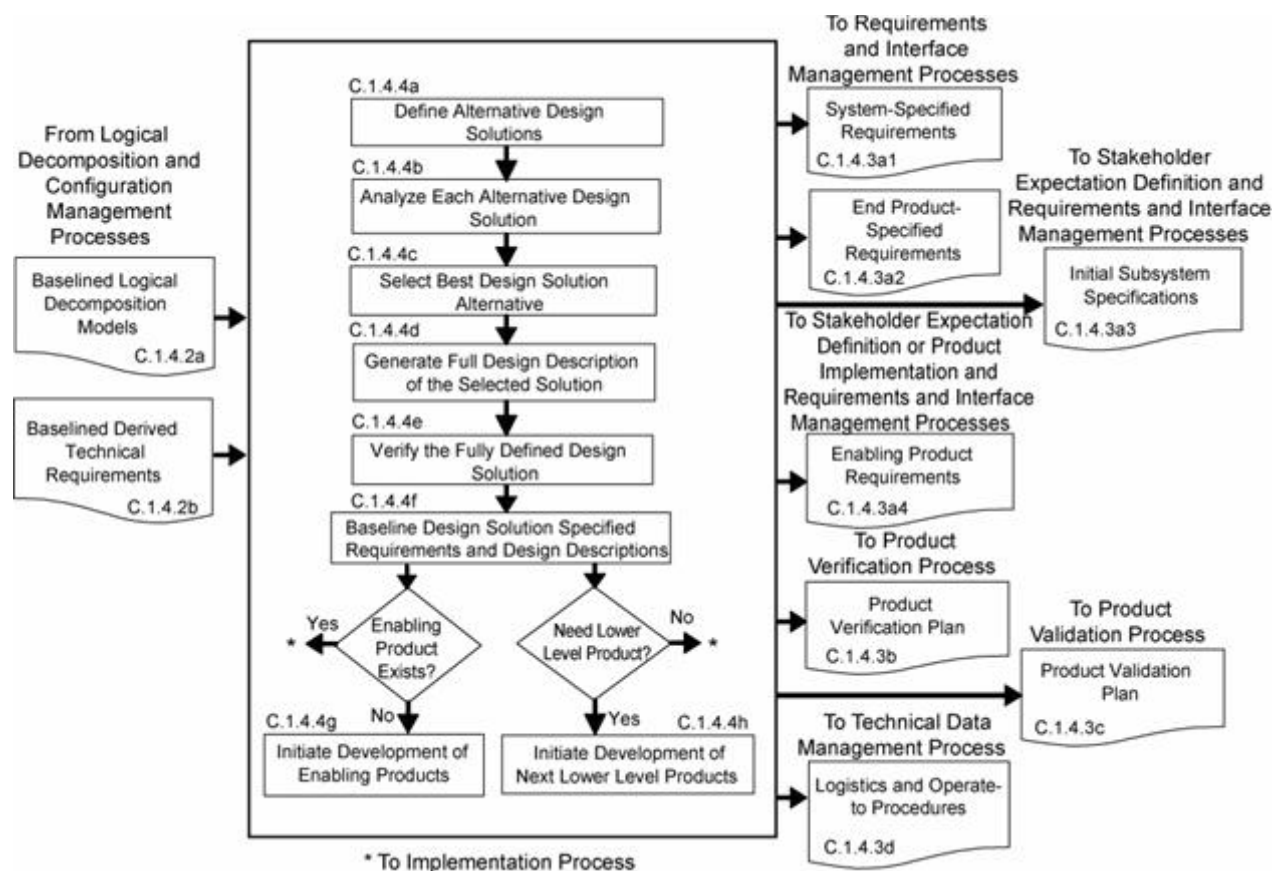 From Logical
Decomposition and
Configuration
Management
Processes
Baselined Logical
Decomposition
Models
C.1.4.2a
Baselined Derived
Technical
Requirements
C.1.4.2b
C.1.4.4a
Define Alternative Design
Solutions
C.1.4.4b
Analyze Each Alternative Design
Solution
C.1.4.4c
Select Best Design Solution
Alternative
C.1.4.4d
Generate Full Design Description
of the Selected Solution
C.1.4.4e
Verify the Fully Defined Design
Solution
C.1.4.4f
Baseline Design Solution Specified
Requirements and Design Descriptions
Yes
*
Enabling
Product
Exists?
No
Need Lower
Level Product?
No
*
Yes
C.1.4.4g
Initiate Development of
Enabling Products
C.1.4.4h
Initiate Development of
Next Lower Level Products
* To Implementation Process
To Requirements
and Interface
Management Processes
System-Specified
Requirements
C.1.4.3a1
End Product-
Specified
Requirements
C.1.4.3a2
To Stakeholder
Expectation Definition and
Requirements and Interface
Management Processes
Initial Subsystem
Specifications
C.1.4.3a3
To Stakeholder Expectation
Definition or Product
Implementation and
Requirements and Interface
Management Processes
Enabling Product
Requirements
C.1.4.3a4
To Product
Verification Process
Product
Verification Plan
C.1.4.3b
To Product
Validation Process
Product Validation
Plan
C.1.4.3c
To Technical Data
Management Process
Logistics and Operate-
to Procedures
C.1.4.3d